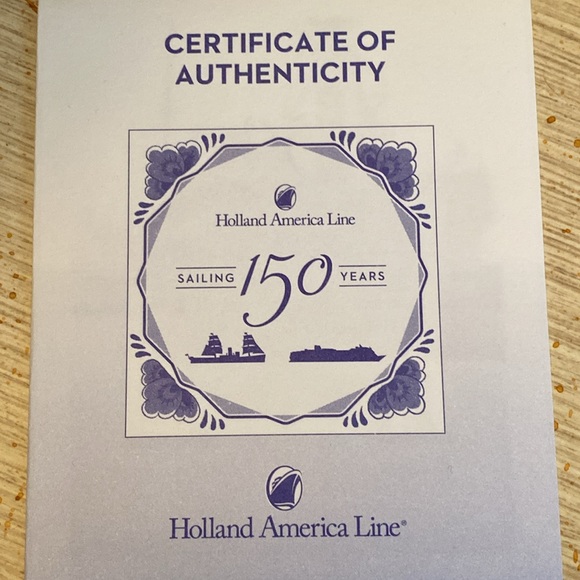 CERTIFICATE OF
AUTHENTICITY
Holland America Line
SAILING 150 YEARS
Holland America Line®